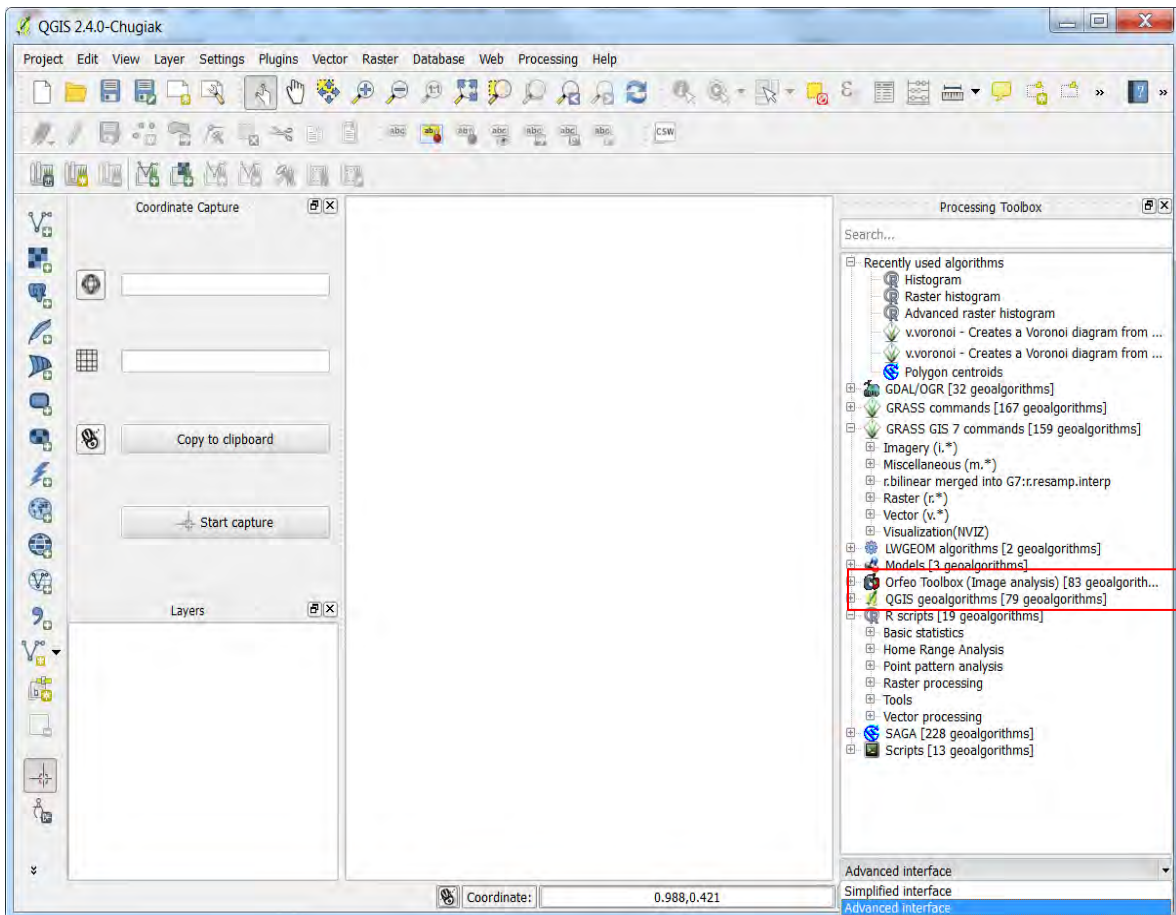 QGIS 2.4.0-Chugiak
Project Edit View Layer Settings Plugins Vector Raster Database Web Processing Help
Coordinate Capture
Copy to clipboard
Start capture
Layers
Processing Toolbox
Search...
Recently used algorithms
Histogram
Raster histogram
Advanced raster histogram
v.voronoi - Creates a Voronoi diagram from ...
v.voronoi - Creates a Voronoi diagram from ...
Polygon centroids
GDAL/OGR [32 geoalgorithms]
GRASS commands [167 geoalgorithms]
GRASS GIS 7 commands [159 geoalgorithms]
Imagery (i.*)
Miscellaneous (m.*)
r.bilinear merged into G7:r.resamp.interp
Raster (r.*)
Vector (v.*)
Visualization(NVIZ)
LWGEOM algorithms [2 geoalgorithms]
Models [3 geoalgorithms]
Orfeo Toolbox (Image analysis) [83 geoalgorith...
QGIS geoalgorithms [79 geoalgorithms]
R scripts [19 geoalgorithms]
Basic statistics
Home Range Analysis
Point pattern analysis
Raster processing
Tools
Vector processing
SAGA [228 geoalgorithms]
Scripts [13 geoalgorithms]
Advanced interface
Simplified interface
Advanced interface
Coordinate: 0.988,0.421